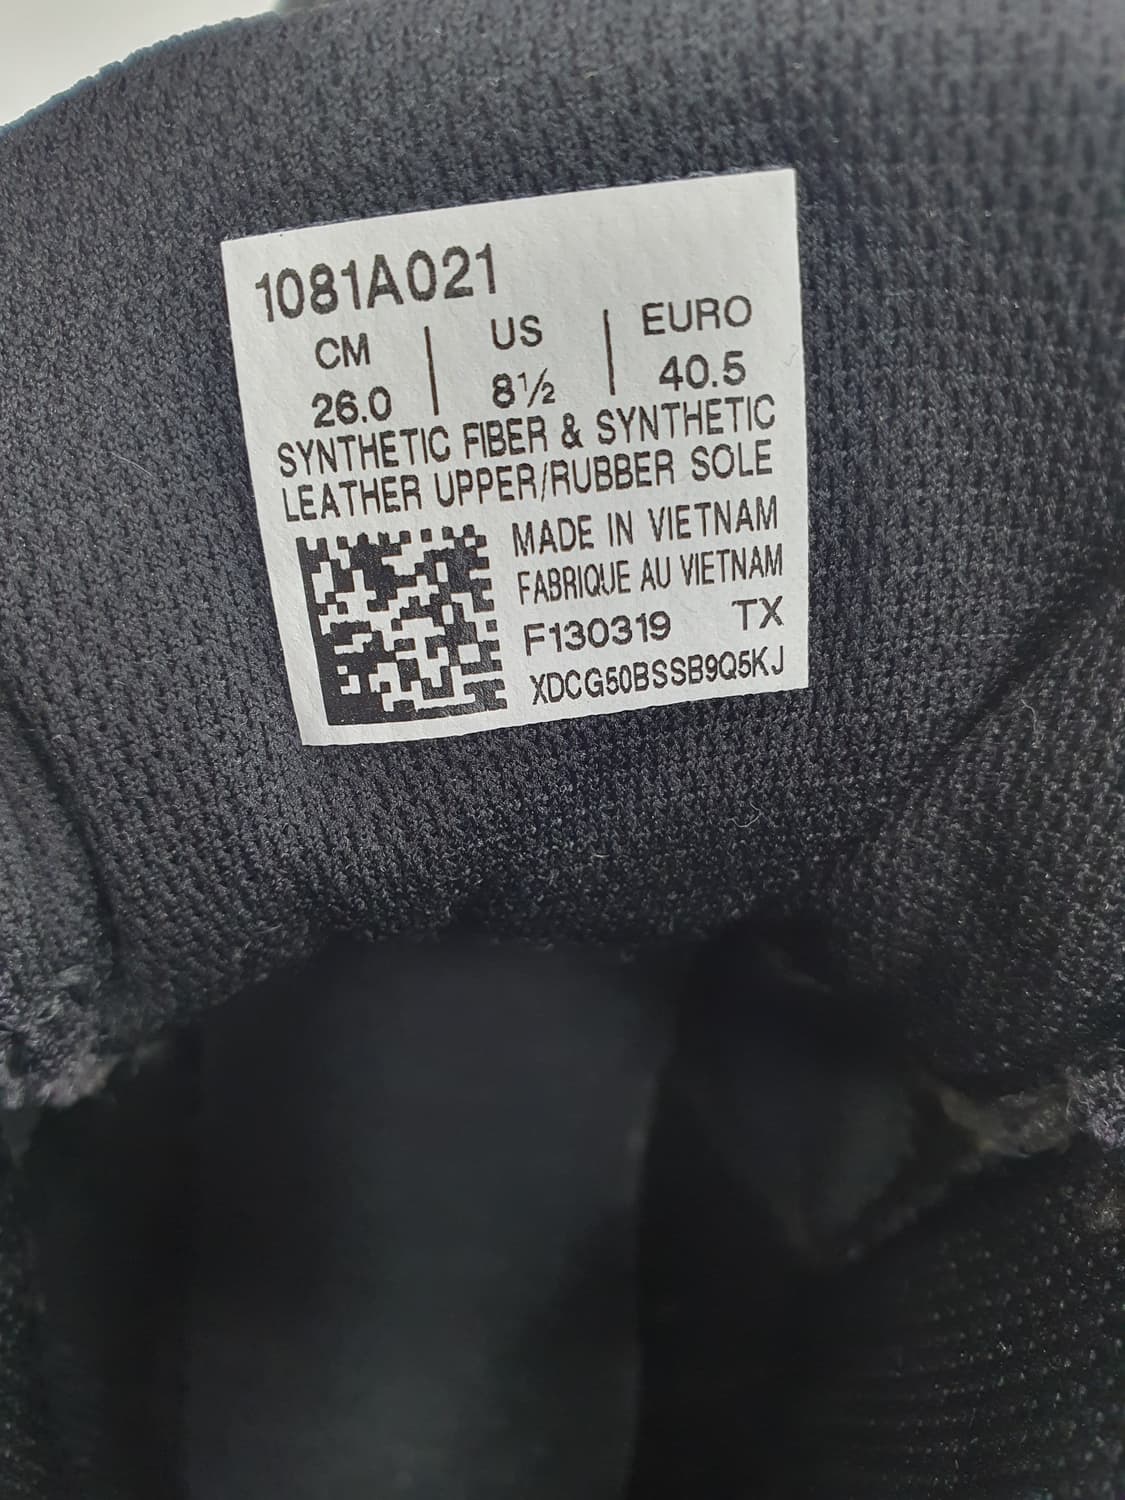 1081A021
CM | US | EURO
26.0 | 8½ | 40.5
SYNTHETIC FIBER & SYNTHETIC
LEATHER UPPER/RUBBER SOLE
MADE IN VIETNAM
FABRIQUE AU VIETNAM
F130319 TX
XDCG50BSSB9Q5KJ